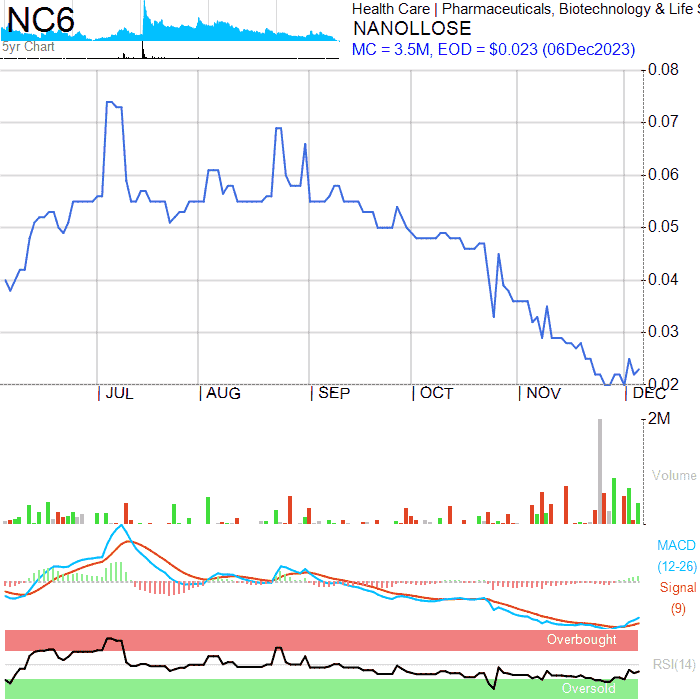 NC6
5yr Chart
Health Care | Pharmaceuticals, Biotechnology & Life
NANOLLOSE
MC = 3.5M, EOD = $0.023 (06Dec2023)
0.08
0.07
0.06
0.05
0.04
0.03
0.02
JUL AUG SEP OCT NOV DEC
2M
Volume
MACD
(12-26)
Signal
(9)
Overbought
RSI(14)
Oversold